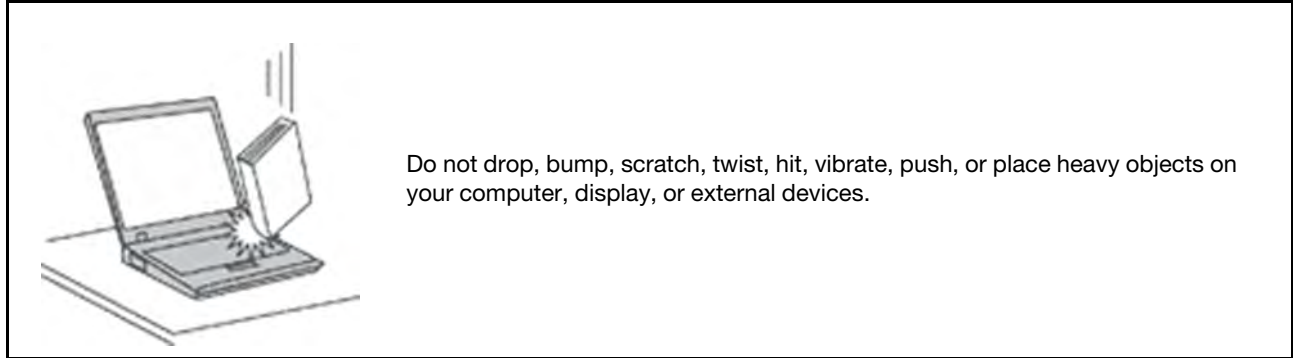 Do not drop, bump, scratch, twist, hit, vibrate, push, or place heavy objects on
your computer, display, or external devices.